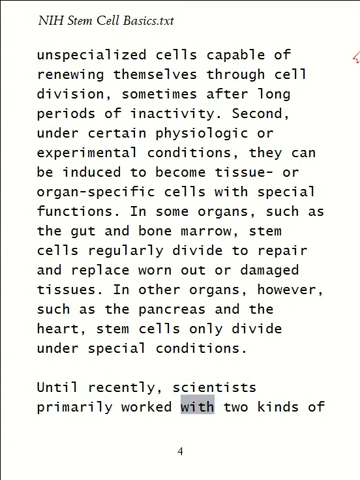 NIH Stem Cell Basics.txt
unspecialized cells capable of
renewing themselves through cell
division, sometimes after long
periods of inactivity. Second,
under certain physiologic or
experimental conditions, they can
be induced to become tissue- or
organ-specific cells with special
functions. In some organs, such as
the gut and bone marrow, stem
cells regularly divide to repair
and replace worn out or damaged
tissues. In other organs, however,
such as the pancreas and the
heart, stem cells only divide
under special conditions.
Until recently, scientists
primarily worked with two kinds of
4